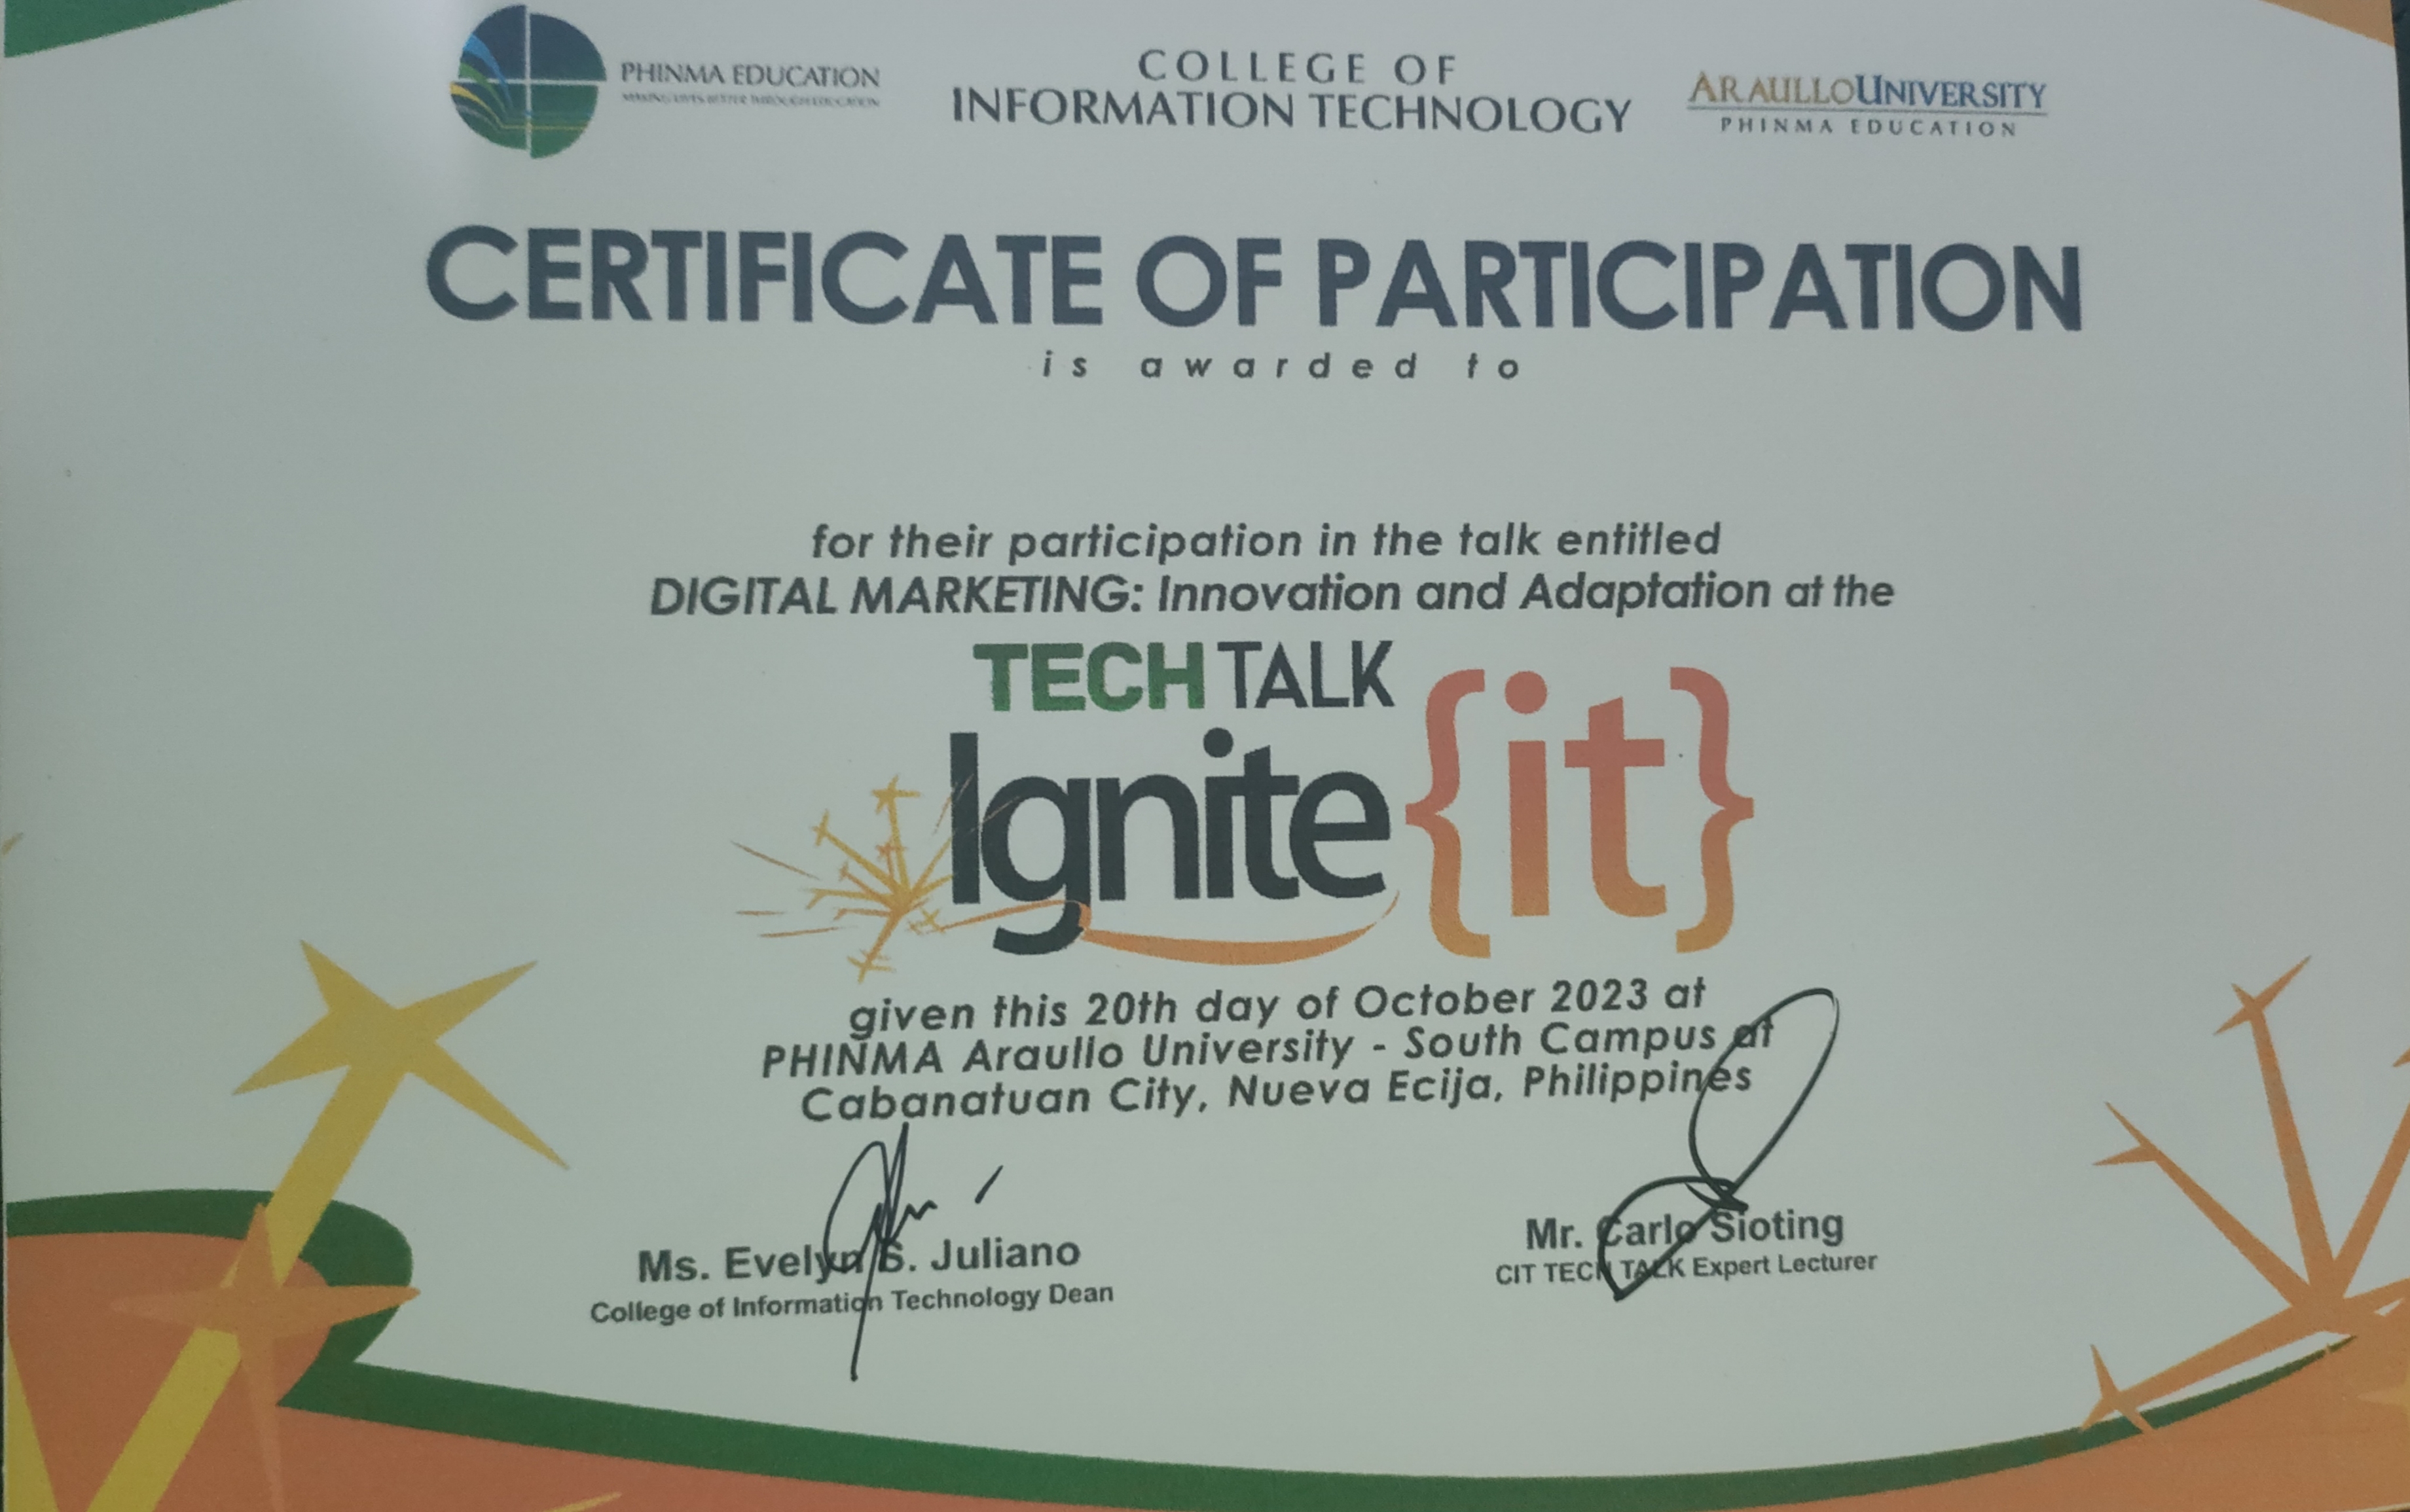 PHINMA EDUCATION
MAKING LIVES BETTER THROUGH EDUCATION
COLLEGE OF
INFORMATION TECHNOLOGY
ARAULLO UNIVERSITY
PHINMA EDUCATION
CERTIFICATE OF PARTICIPATION
is awarded to
for their participation in the talk entitled
DIGITAL MARKETING: Innovation and Adaptation at the
TECH TALK
Ignite {it}
given this 20th day of October 2023 at
PHINMA Araullo University - South Campus at
Cabanatuan City, Nueva Ecija, Philippines
Ms. Evelyn S. Juliano
College of Information Technology Dean
Mr. Carlo Sioting
CIT TECH TALK Expert Lecturer